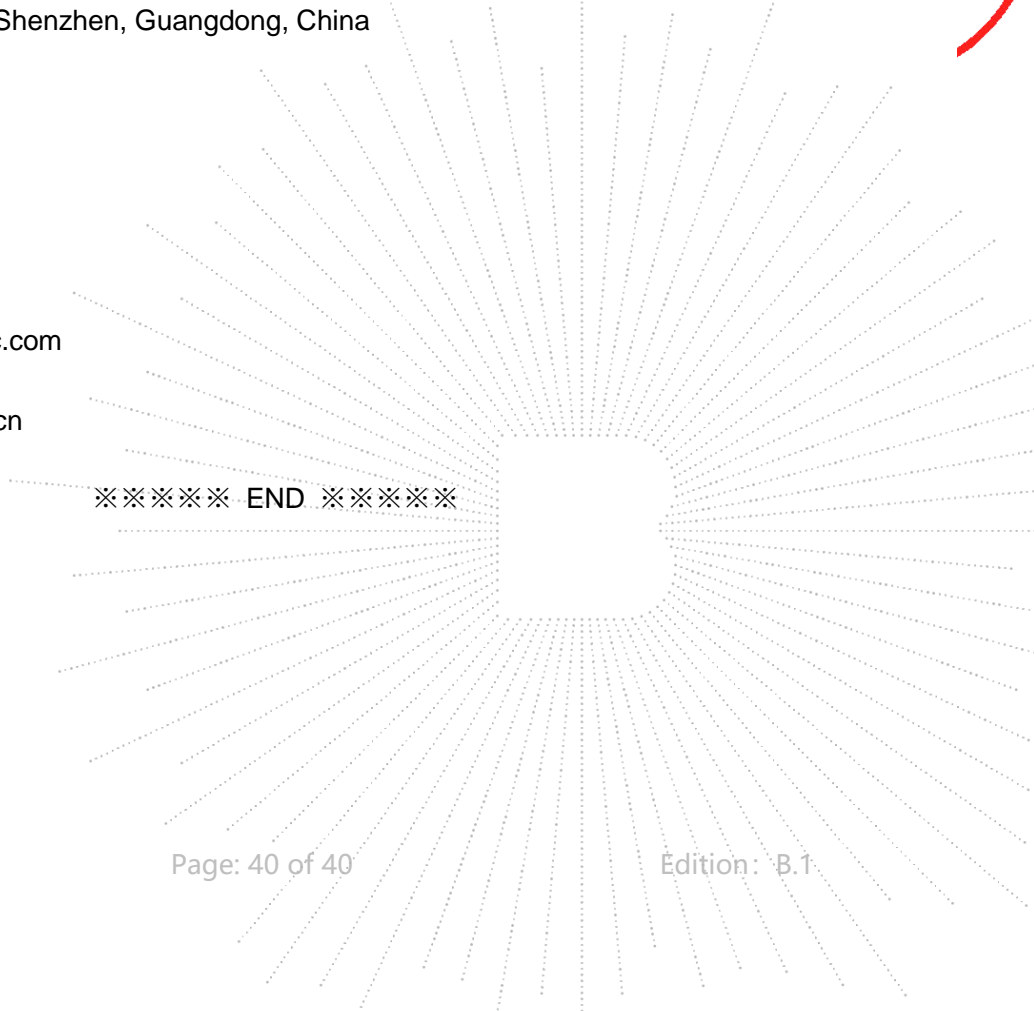 Shenzhen, Guangdong, China
.com
cn
※※※※※ END ※※※※※
Page: 40 of 40 Edition：B.1